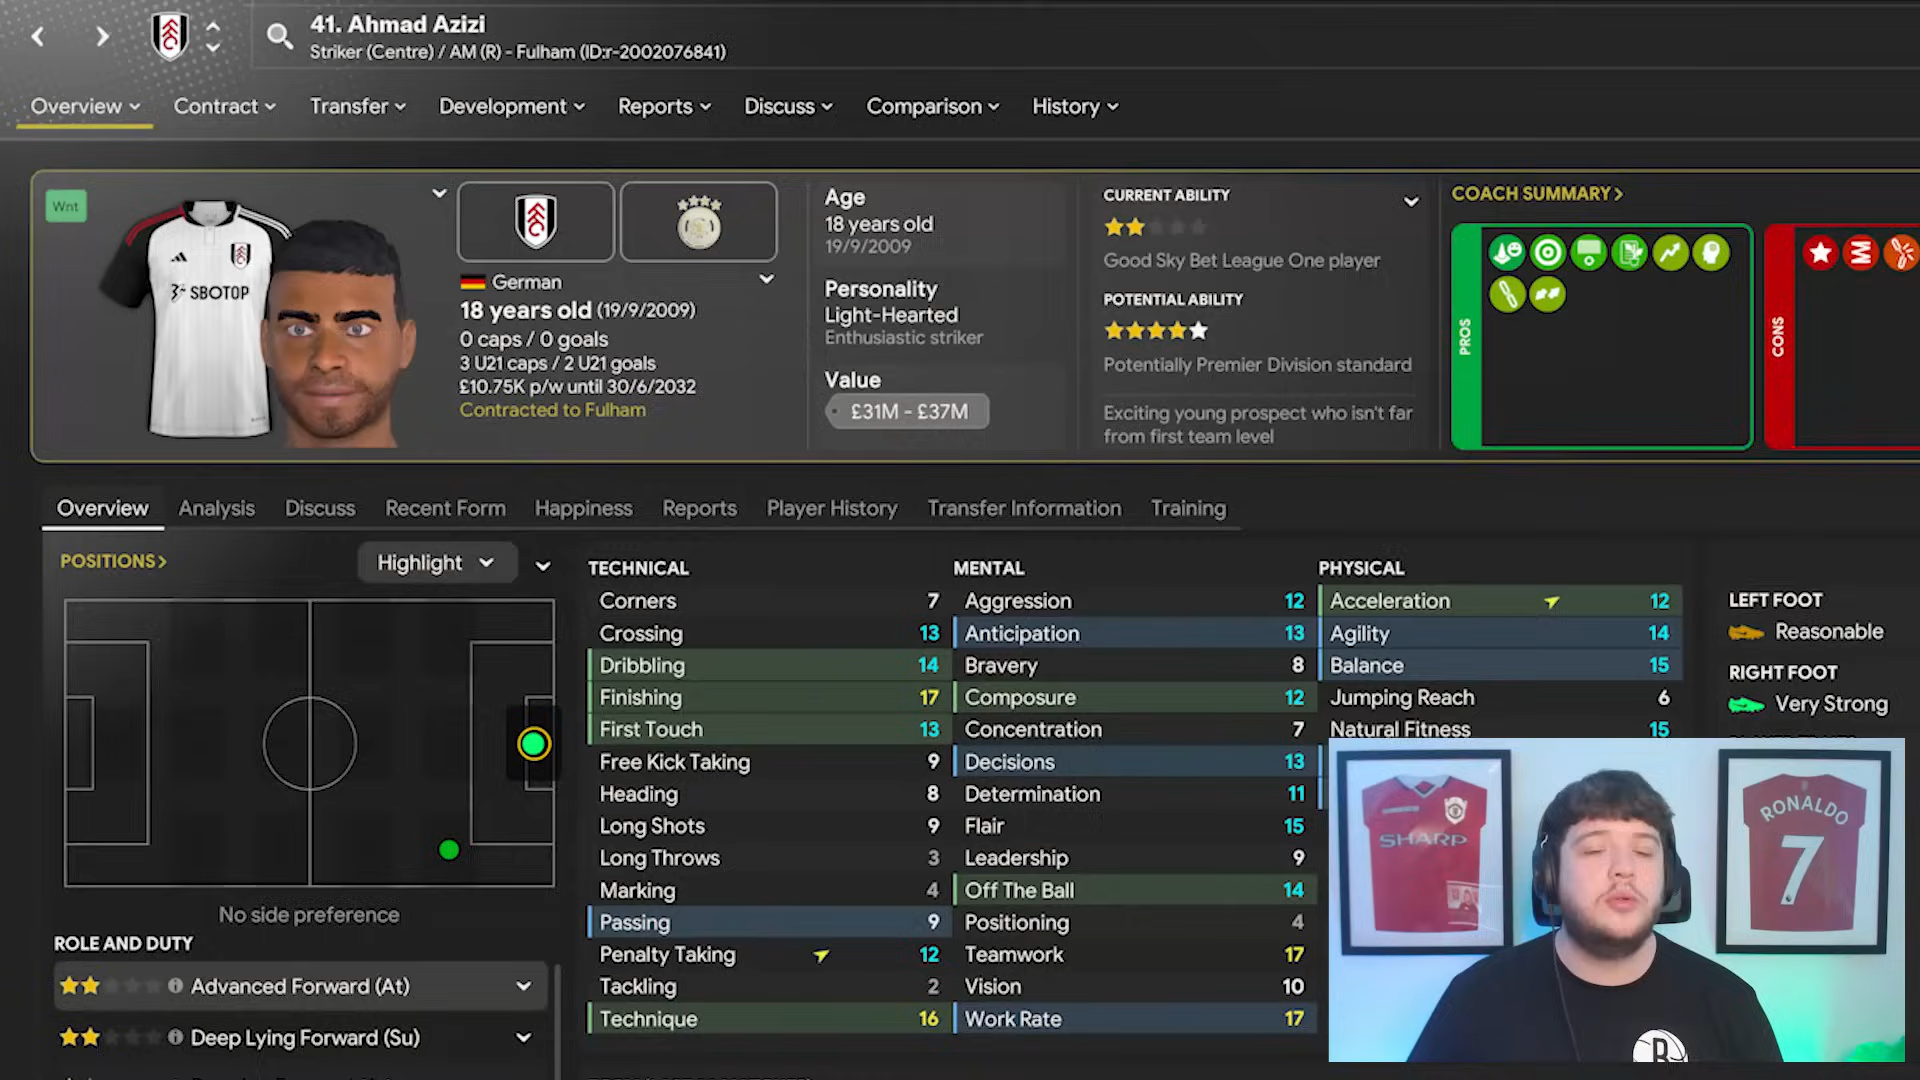 41. Ahmad Azizi
Striker (Centre) / AM (R) - Fulham (ID:r-2002076841)
Overview
Contract
Transfer
Development
Reports
Discuss
Comparison
History
Wnt
SBOTOP
German
18 years old (19/9/2009)
0 caps / 0 goals
3 U21 caps / 2 U21 goals
£10.75K p/w until 30/6/2032
Contracted to Fulham
Age
18 years old
19/9/2009
Personality
Light-Hearted
Enthusiastic striker
Value
£31M - £37M
CURRENT ABILITY
Good Sky Bet League One player
POTENTIAL ABILITY
Potentially Premier Division standard
Exciting young prospect who isn't far
from first team level
COACH SUMMARY >
PROS
CONS
Overview
Analysis
Discuss
Recent Form
Happiness
Reports
Player History
Transfer Information
Training
POSITIONS >
Highlight
No side preference
ROLE AND DUTY
Advanced Forward (At)
Deep Lying Forward (Su)
TECHNICAL
Corners 7
Crossing 13
Dribbling 14
Finishing 17
First Touch 13
Free Kick Taking 9
Heading 8
Long Shots 9
Long Throws 3
Marking 4
Passing 9
Penalty Taking 12
Tackling 2
Technique 16
MENTAL
Aggression 12
Anticipation 13
Bravery 8
Composure 12
Concentration 7
Decisions 13
Determination 11
Flair 15
Leadership 9
Off The Ball 14
Positioning 4
Teamwork 17
Vision 10
Work Rate 17
PHYSICAL
Acceleration 12
Agility 14
Balance 15
Jumping Reach 6
Natural Fitness 15
LEFT FOOT
Reasonable
RIGHT FOOT
Very Strong
SHARP
RONALDO
7
B